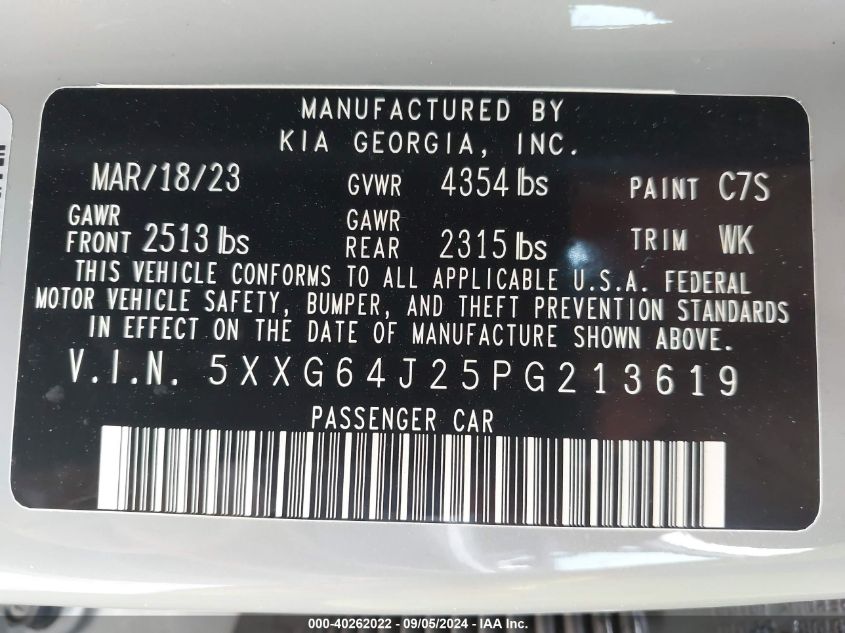 MANUFACTURED BY
KIA GEORGIA, INC.
MAR/18/23 GVWR 4354 lbs PAINT C7S
GAWR FRONT 2513 lbs GAWR REAR 2315 lbs TRIM WK
THIS VEHICLE CONFORMS TO ALL APPLICABLE U.S.A. FEDERAL
MOTOR VEHICLE SAFETY, BUMPER, AND THEFT PREVENTION STANDARDS
IN EFFECT ON THE DATE OF MANUFACTURE SHOWN ABOVE.
V.I.N. 5XXG64J25PG213619
PASSENGER CAR
000-40262022 - 09/05/2024 - IAA Inc.